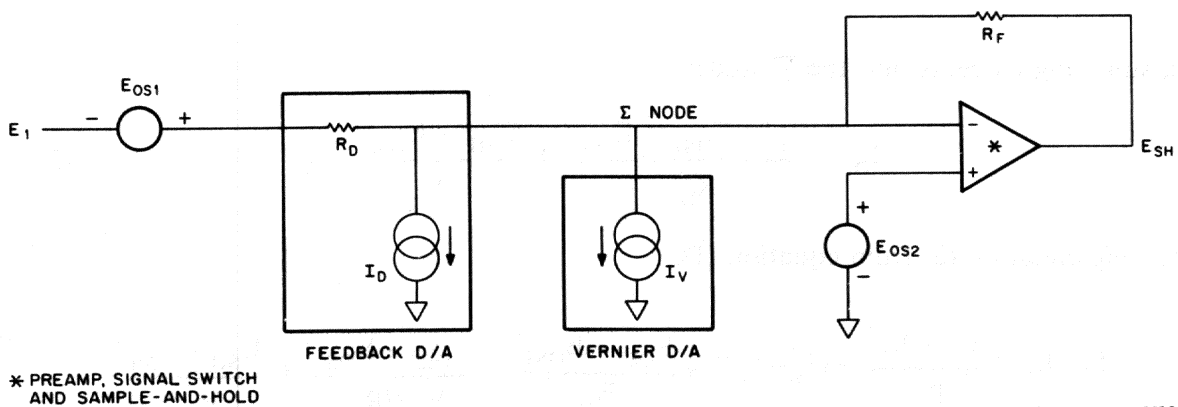 R_F
E_OS1
E_1
-
+
R_D
Σ NODE
-
*
+
E_SH
+
E_OS2
-
I_D
I_V
FEEDBACK D/A
VERNIER D/A
* PREAMP, SIGNAL SWITCH
AND SAMPLE-AND-HOLD